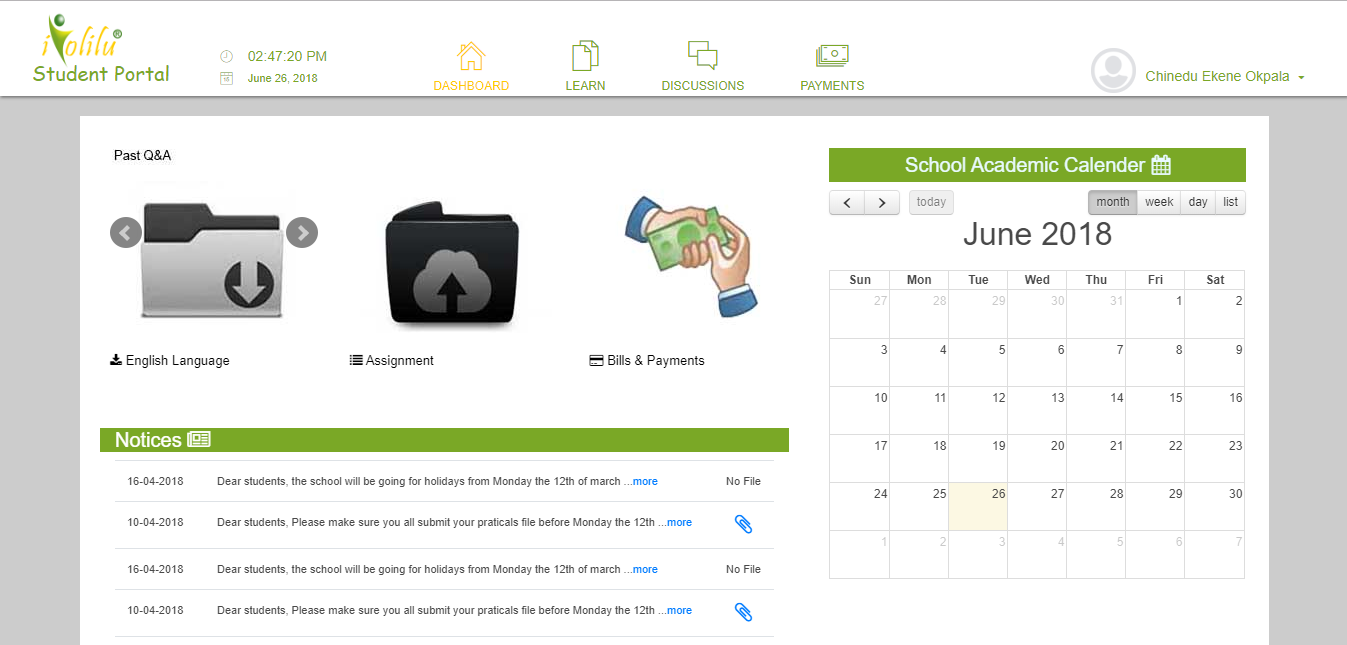 iVolilu®
Student Portal
02:47:20 PM
June 26, 2018
DASHBOARD
LEARN
DISCUSSIONS
PAYMENTS
Chinedu Ekene Okpala
Past Q&A
English Language
Assignment
Bills & Payments
Notices
16-04-2018 Dear students, the school will be going for holidays from Monday the 12th of march ...more No File
10-04-2018 Dear students, Please make sure you all submit your praticals file before Monday the 12th ...more
16-04-2018 Dear students, the school will be going for holidays from Monday the 12th of march ...more No File
10-04-2018 Dear students, Please make sure you all submit your praticals file before Monday the 12th ...more
School Academic Calender
today month week day list
June 2018
Sun Mon Tue Wed Thu Fri Sat
27 28 29 30 31 1 2
3 4 5 6 7 8 9
10 11 12 13 14 15 16
17 18 19 20 21 22 23
24 25 26 27 28 29 30
1 2 3 4 5 6 7